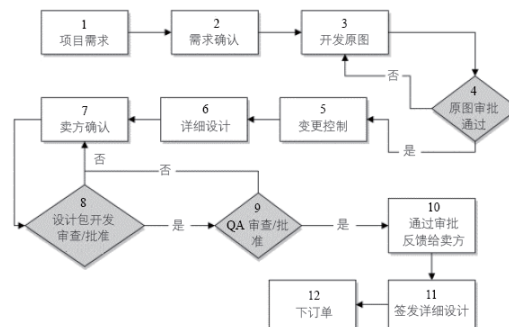 1
项目需求
2
需求确认
3
开发原图
否
4
原图审批
通过
7
卖方确认
6
详细设计
5
变更控制
是
否
否
8
设计包开发
审查/批准
是
9
QA 审查/批
准
是
10
通过审批
反馈给卖方
12
下订单
11
签发详细设计